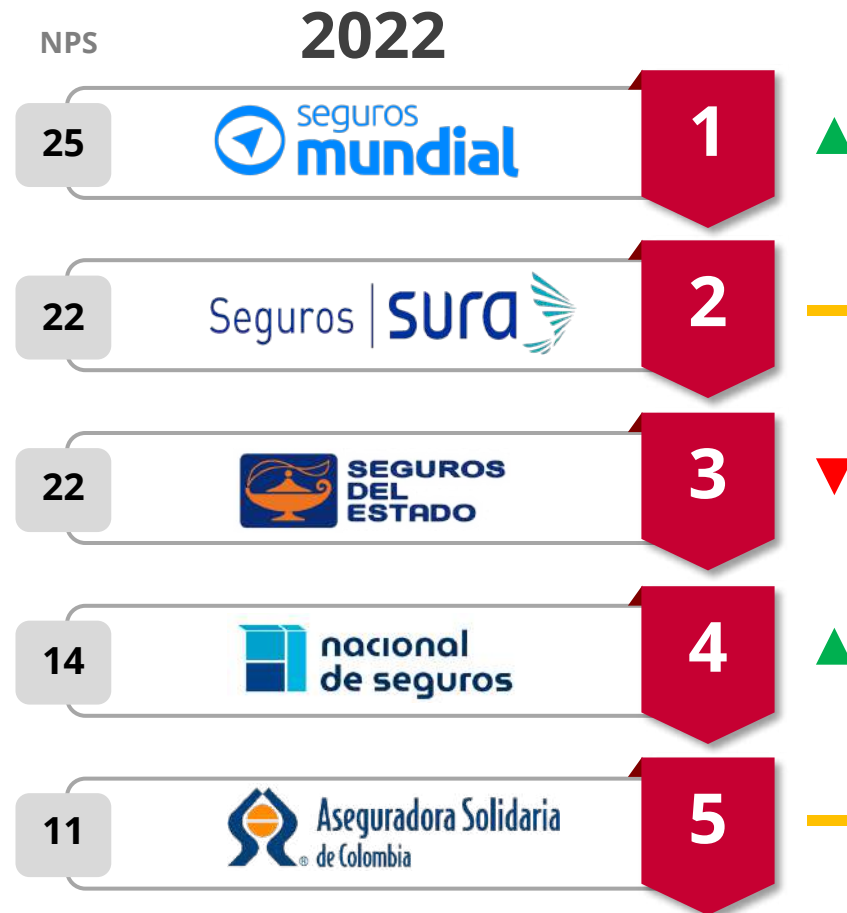 NPS
2022
25
seguros
mundial
1
22
Seguros
sura
2
22
SEGUROS
DEL
ESTADO
3
14
nacional
de seguros
4
11
Aseguradora Solidaria
® de Colombia
5